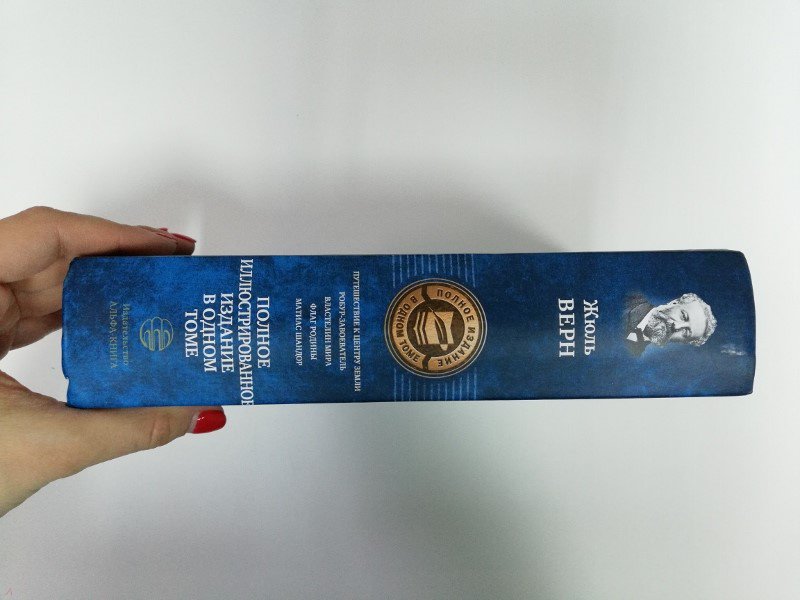 Жюль
ВЕРН
ПОЛНОЕ ИЗДАНИЕ
В ОДНОМ ТОМЕ
ПУТЕШЕСТВИЕ К ЦЕНТРУ ЗЕМЛИ
РОБУР-ЗАВОЕВАТЕЛЬ
ВЛАСТЕЛИН МИРА
ФЛАГ РОДИНЫ
МАТИАС ШАНДОР
ПОЛНОЕ
ИЛЛЮСТРИРОВАННОЕ
ИЗДАНИЕ
В ОДНОМ
ТОМЕ
Издательство
АЛЬФА-КНИГА